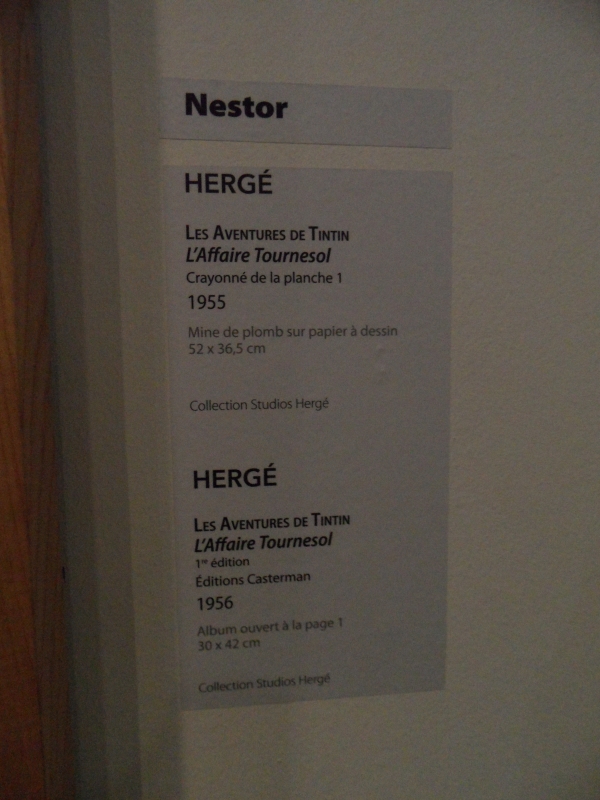 Nestor
HERGÉ
LES AVENTURES DE TINTIN
L'Affaire Tournesol
Crayonné de la planche 1
1955
Mine de plomb sur papier à dessin
52 x 36,5 cm
Collection Studios Hergé
HERGÉ
LES AVENTURES DE TINTIN
L'Affaire Tournesol
1re édition
Éditions Casterman
1956
Album ouvert à la page 1
30 x 42 cm
Collection Studios Hergé